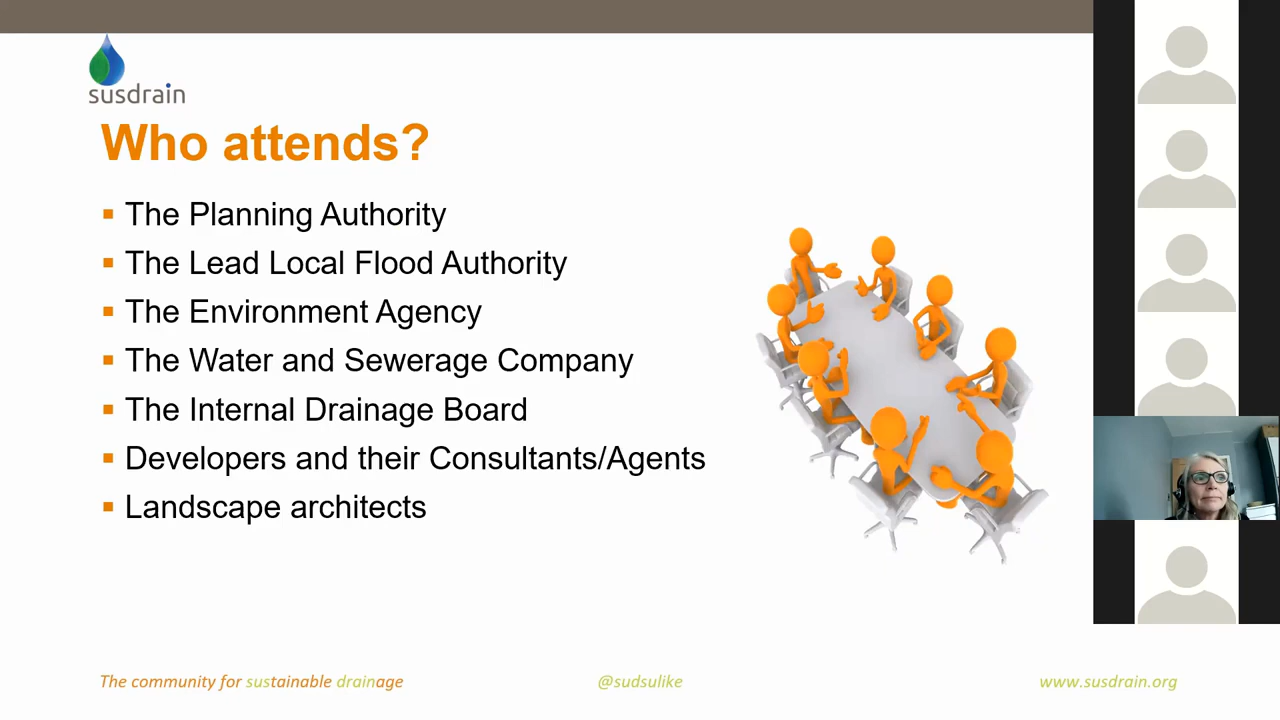 susdrain
Who attends?
The Planning Authority
The Lead Local Flood Authority
The Environment Agency
The Water and Sewerage Company
The Internal Drainage Board
Developers and their Consultants/Agents
Landscape architects
The community for sustainable drainage
@sudsulike
www.susdrain.org